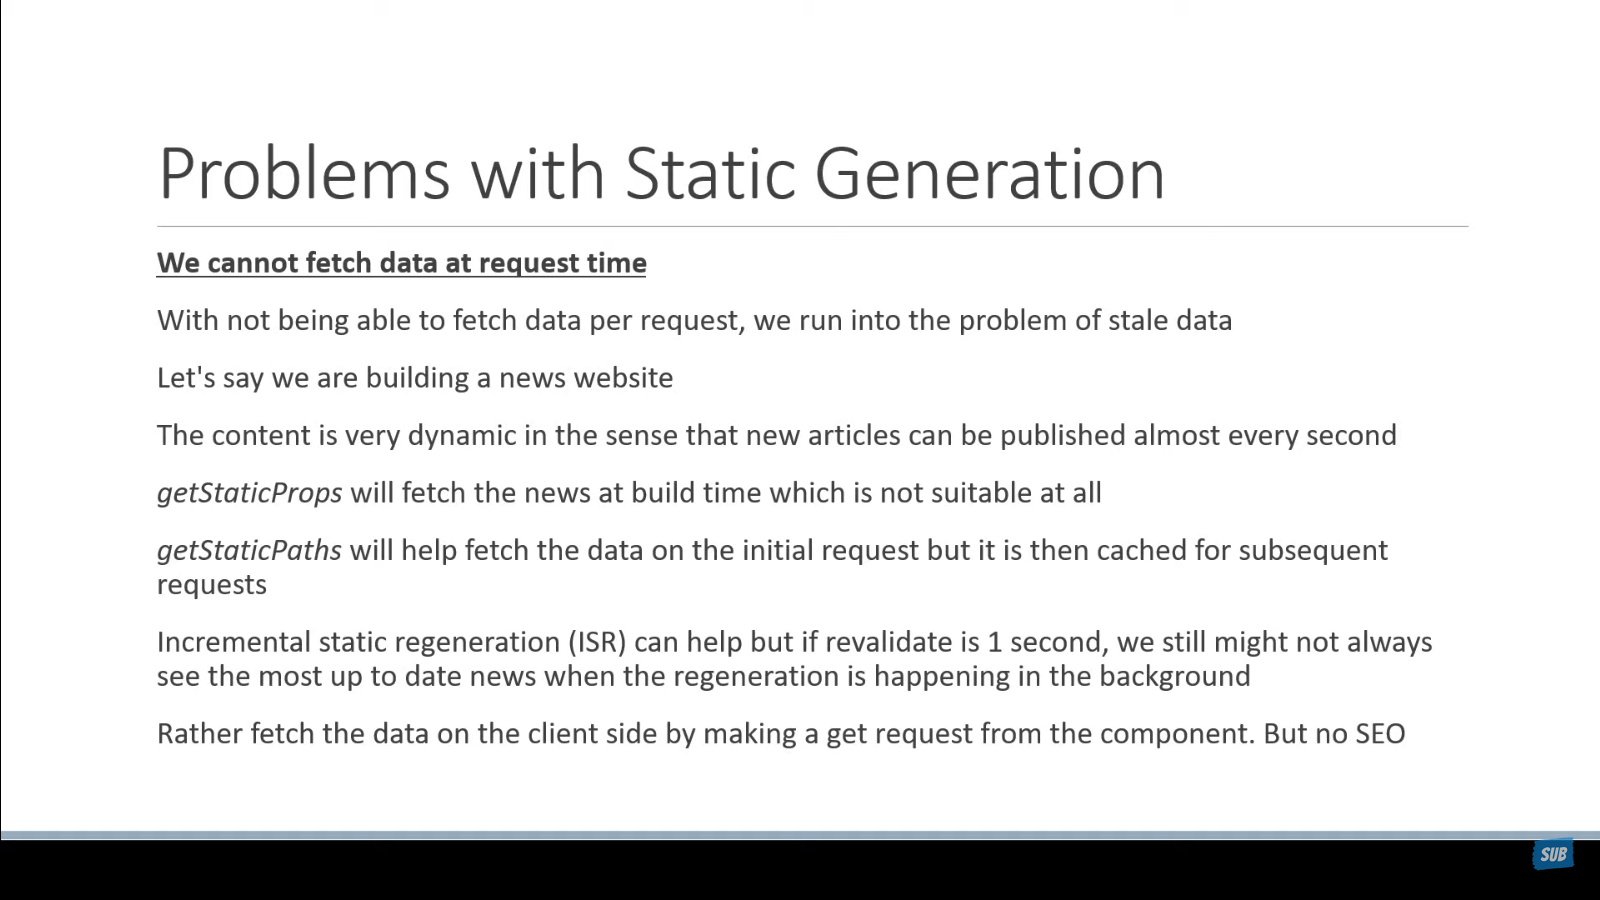 Problems with Static Generation
We cannot fetch data at request time
With not being able to fetch data per request, we run into the problem of stale data
Let's say we are building a news website
The content is very dynamic in the sense that new articles can be published almost every second
getStaticProps will fetch the news at build time which is not suitable at all
getStaticPaths will help fetch the data on the initial request but it is then cached for subsequent
requests
Incremental static regeneration (ISR) can help but if revalidate is 1 second, we still might not always
see the most up to date news when the regeneration is happening in the background
Rather fetch the data on the client side by making a get request from the component. But no SEO
SUB